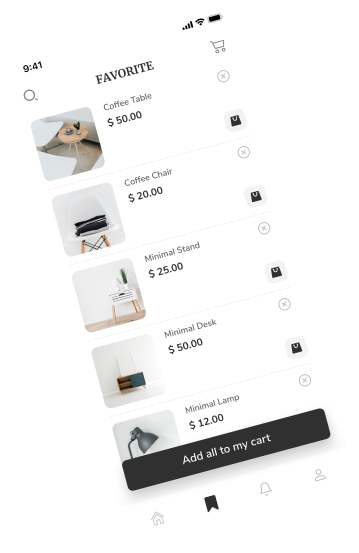 9:41
FAVORITE
Coffee Table
$ 50.00
Coffee Chair
$ 20.00
Minimal Stand
$ 25.00
Minimal Desk
$ 50.00
Minimal Lamp
$ 12.00
Add all to my cart